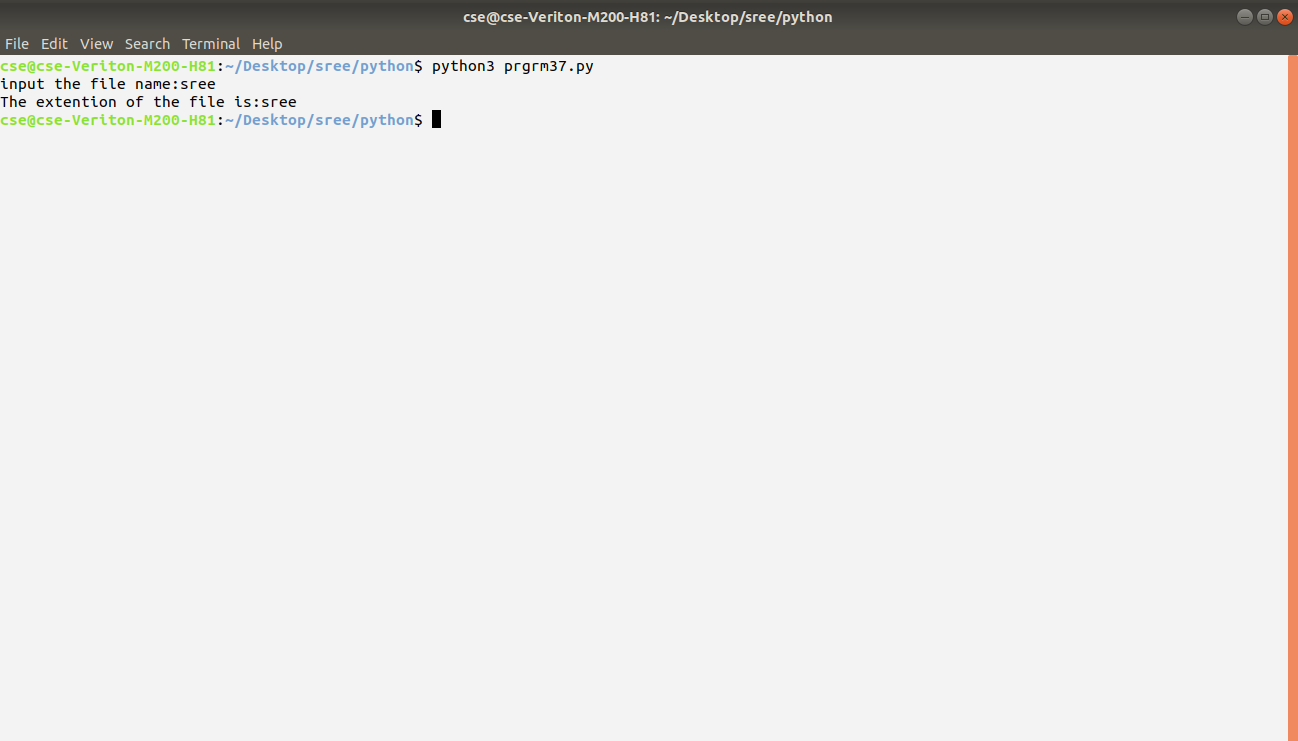 cse@cse-Veriton-M200-H81: ~/Desktop/sree/python
File Edit View Search Terminal Help
cse@cse-Veriton-M200-H81:~/Desktop/sree/python$ python3 prgrm37.py
input the file name:sree
The extention of the file is:sree
cse@cse-Veriton-M200-H81:~/Desktop/sree/python$